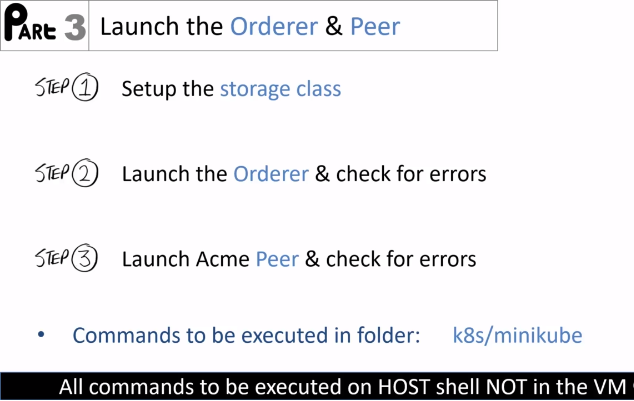 PART 3 Launch the Orderer & Peer
STEP 1 Setup the storage class
STEP 2 Launch the Orderer & check for errors
STEP 3 Launch Acme Peer & check for errors
• Commands to be executed in folder: k8s/minikube
All commands to be executed on HOST shell NOT in the VM